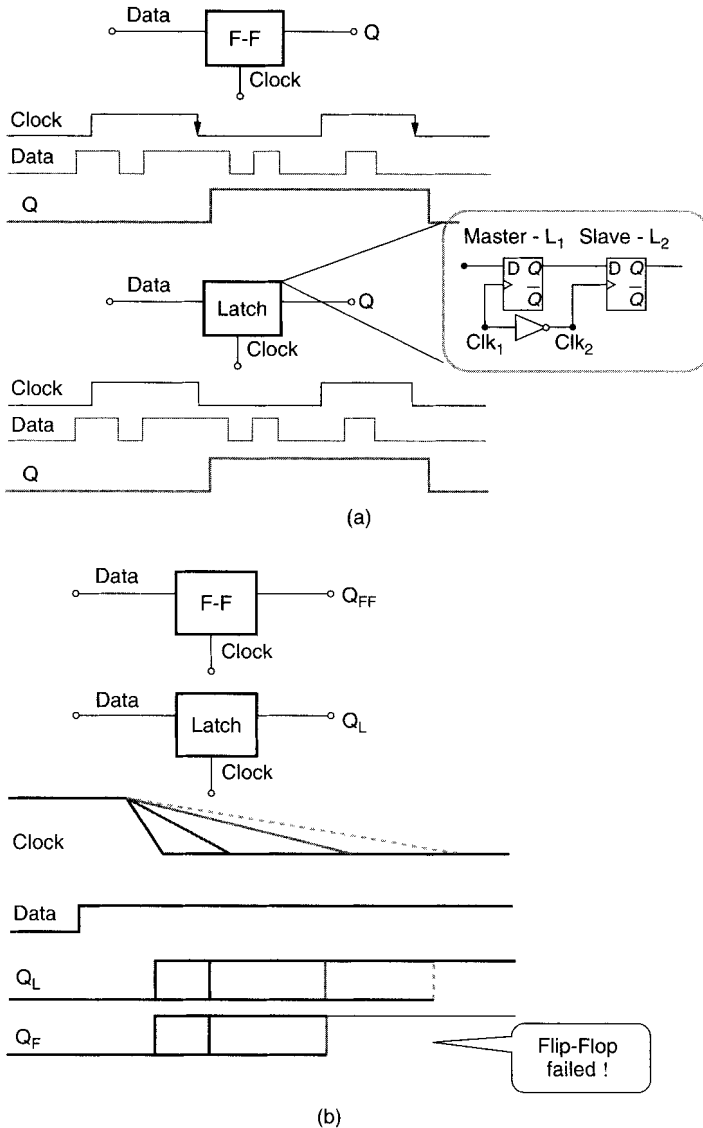 Data
F-F
Q
Clock
Clock
Data
Q
Master - L1 Slave - L2
D Q D Q
Q Q
Clk1 Clk2
Data
Latch
Q
Clock
Clock
Data
Q
(a)
Data
F-F
QFF
Clock
Data
Latch
QL
Clock
Clock
Data
QL
QF
Flip-Flop
failed !
(b)